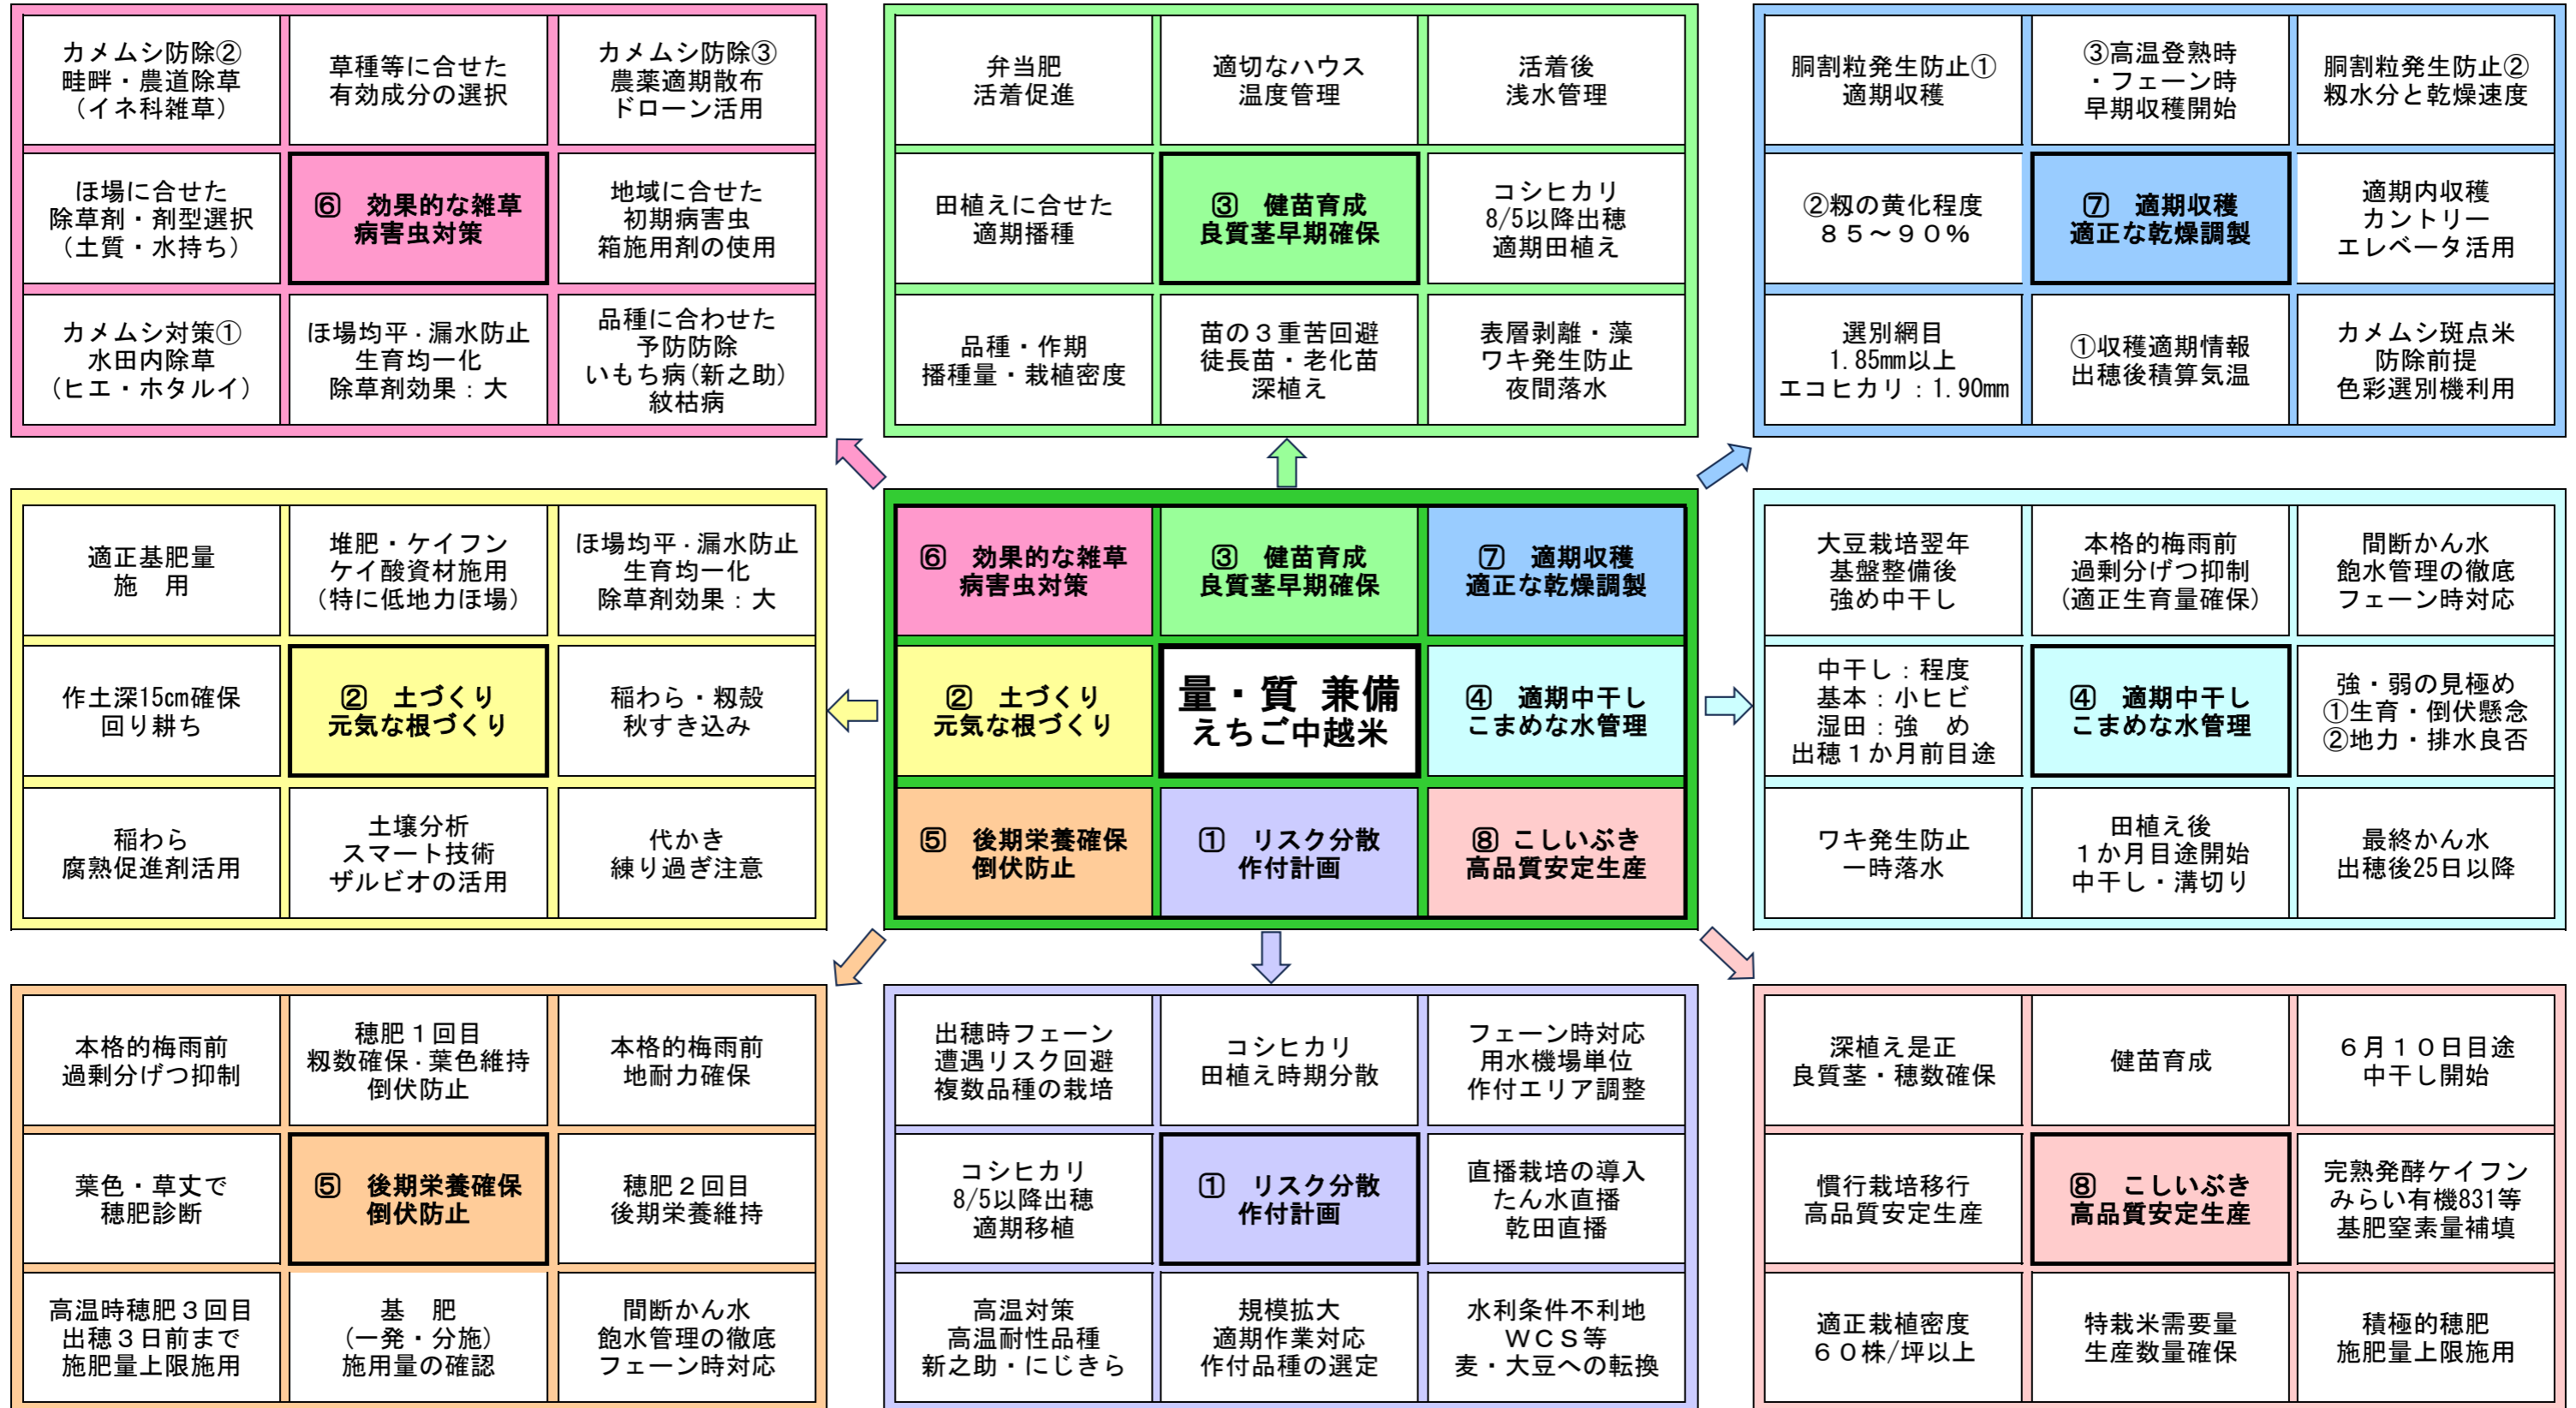 カメムシ防除②
畦畔・農道除草
（イネ科雑草）
草種等に合せた
有効成分の選択
カメムシ防除③
農薬適期散布
ドローン活用
ほ場に合せた
除草剤・剤型選択
（土質・水持ち）
⑥　効果的な雑草
病害虫対策
地域に合せた
初期病害虫
箱施用剤の使用
カメムシ対策①
水田内除草
（ヒエ・ホタルイ）
ほ場均平・漏水防止
生育均一化
除草剤効果：大
品種に合わせた
予防防除
いもち病(新之助)
紋枯病
弁当肥
活着促進
適切なハウス
温度管理
活着後
浅水管理
田植えに合せた
適期播種
③　健苗育成
良質茎早期確保
コシヒカリ
8/5以降出穂
適期田植え
品種・作期
播種量・栽植密度
苗の３重苦回避
徒長苗・老化苗
深植え
表層剥離・藻
ワキ発生防止
夜間落水
胴割粒発生防止①
適期収穫
③高温登熟時
・フェーン時
早期収穫開始
胴割粒発生防止②
籾水分と乾燥速度
②籾の黄化程度
８５～９０%
⑦　適期収穫
適正な乾燥調製
適期内収穫
カントリー
エレベータ活用
選別網目
1.85mm以上
エコヒカリ：1.90mm
①収穫適期情報
出穂後積算気温
カメムシ斑点米
防除前提
色彩選別機利用
適正基肥量
施　用
堆肥・ケイフン
ケイ酸資材施用
（特に低地力ほ場）
ほ場均平・漏水防止
生育均一化
除草剤効果：大
作土深15cm確保
回り耕ち
②　土づくり
元気な根づくり
稲わら・籾殻
秋すき込み
稲わら
腐熟促進剤活用
土壌分析
スマート技術
ザルビオの活用
代かき
練り過ぎ注意
⑥　効果的な雑草
病害虫対策
③　健苗育成
良質茎早期確保
⑦　適期収穫
適正な乾燥調製
②　土づくり
元気な根づくり
量・質 兼備
えちご中越米
④　適期中干し
こまめな水管理
⑤　後期栄養確保
倒伏防止
①　リスク分散
作付計画
⑧ こしいぶき
高品質安定生産
大豆栽培翌年
基盤整備後
強め中干し
本格的梅雨前
過剰分げつ抑制
（適正生育量確保）
間断かん水
飽水管理の徹底
フェーン時対応
中干し：程度
基本：小ヒビ
湿田：強　め
出穂１か月前目途
④　適期中干し
こまめな水管理
強・弱の見極め
①生育・倒伏懸念
②地力・排水良否
ワキ発生防止
一時落水
田植え後
１か月目途開始
中干し・溝切り
最終かん水
出穂後25日以降
本格的梅雨前
過剰分げつ抑制
穂肥１回目
籾数確保・葉色維持
倒伏防止
本格的梅雨前
地耐力確保
葉色・草丈で
穂肥診断
⑤　後期栄養確保
倒伏防止
穂肥２回目
後期栄養維持
高温時穂肥３回目
出穂３日前まで
施肥量上限施用
基　肥
（一発・分施）
施用量の確認
間断かん水
飽水管理の徹底
フェーン時対応
出穂時フェーン
遭遇リスク回避
複数品種の栽培
コシヒカリ
田植え時期分散
フェーン時対応
用水機場単位
作付エリア調整
コシヒカリ
8/5以降出穂
適期移植
①　リスク分散
作付計画
直播栽培の導入
たん水直播
乾田直播
高温対策
高温耐性品種
新之助・にじきら
規模拡大
適期作業対応
作付品種の選定
水利条件不利地
ＷＣＳ等
麦・大豆への転換
深植え是正
良質茎・穂数確保
健苗育成
６月１０日目途
中干し開始
慣行栽培移行
高品質安定生産
⑧　こしいぶき
高品質安定生産
完熟発酵ケイフン
みらい有機831等
基肥窒素量補填
適正栽植密度
６０株/坪以上
特栽米需要量
生産数量確保
積極的穂肥
施肥量上限施用